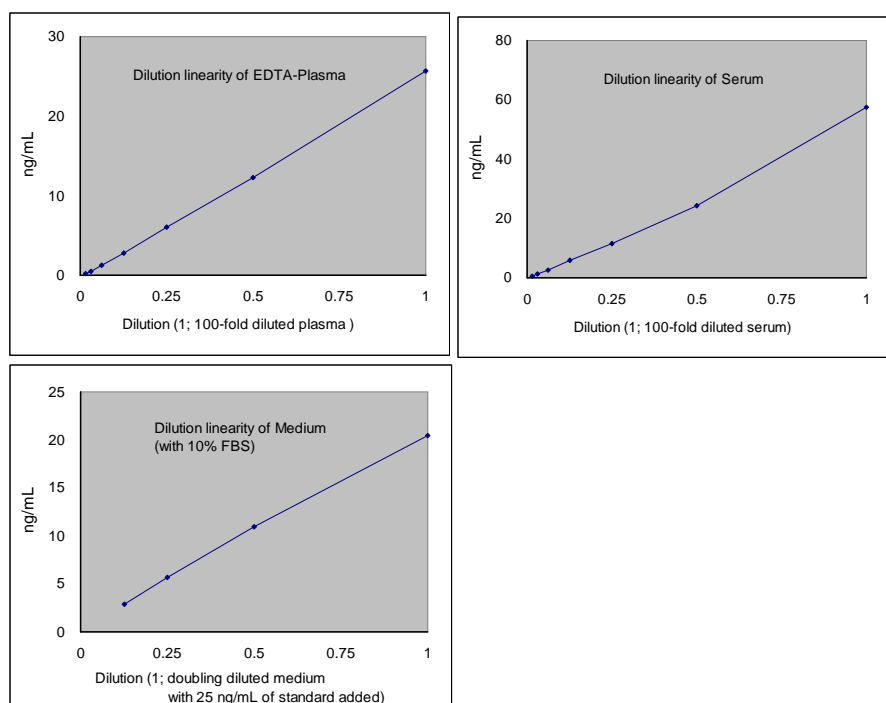 30
20
10
0
ng/mL
Dilution linearity of EDTA-Plasma
0 0.25 0.5 0.75 1
Dilution (1; 100-fold diluted plasma )
80
60
40
20
0
ng/mL
Dilution linearity of Serum
0 0.25 0.5 0.75 1
Dilution (1; 100-fold diluted serum)
25
20
15
10
5
0
ng/mL
Dilution linearity of Medium
(with 10% FBS)
0 0.25 0.5 0.75 1
Dilution (1; doubling diluted medium
with 25 ng/mL of standard added)